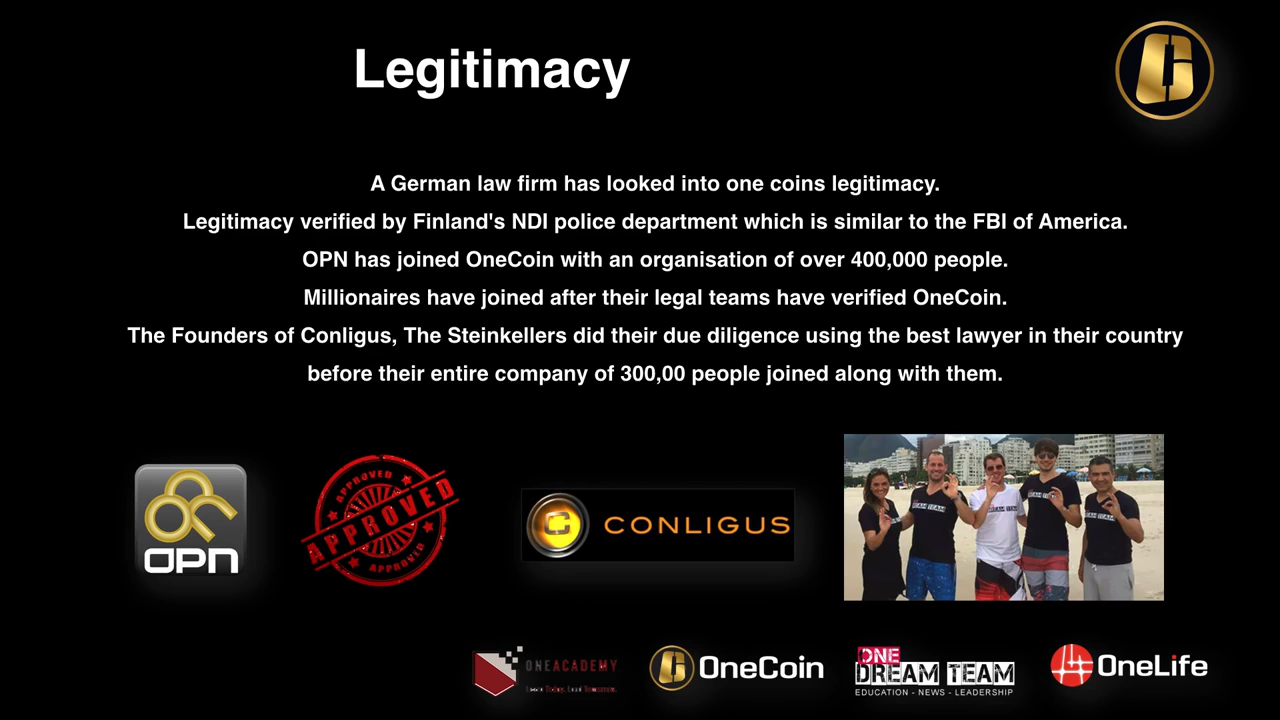 Legitimacy
A German law firm has looked into one coins legitimacy.
Legitimacy verified by Finland's NDI police department which is similar to the FBI of America.
OPN has joined OneCoin with an organisation of over 400,000 people.
Millionaires have joined after their legal teams have verified OneCoin.
The Founders of Conligus, The Steinkellers did their due diligence using the best lawyer in their country
before their entire company of 300,00 people joined along with them.
OPN
APPROVED
APPROVED
APPROVED
CONLIGUS
DREAM TEAM
ONEACADEMY
OneCoin
ONE
DREAM TEAM
EDUCATION - NEWS - LEADERSHIP
OneLife